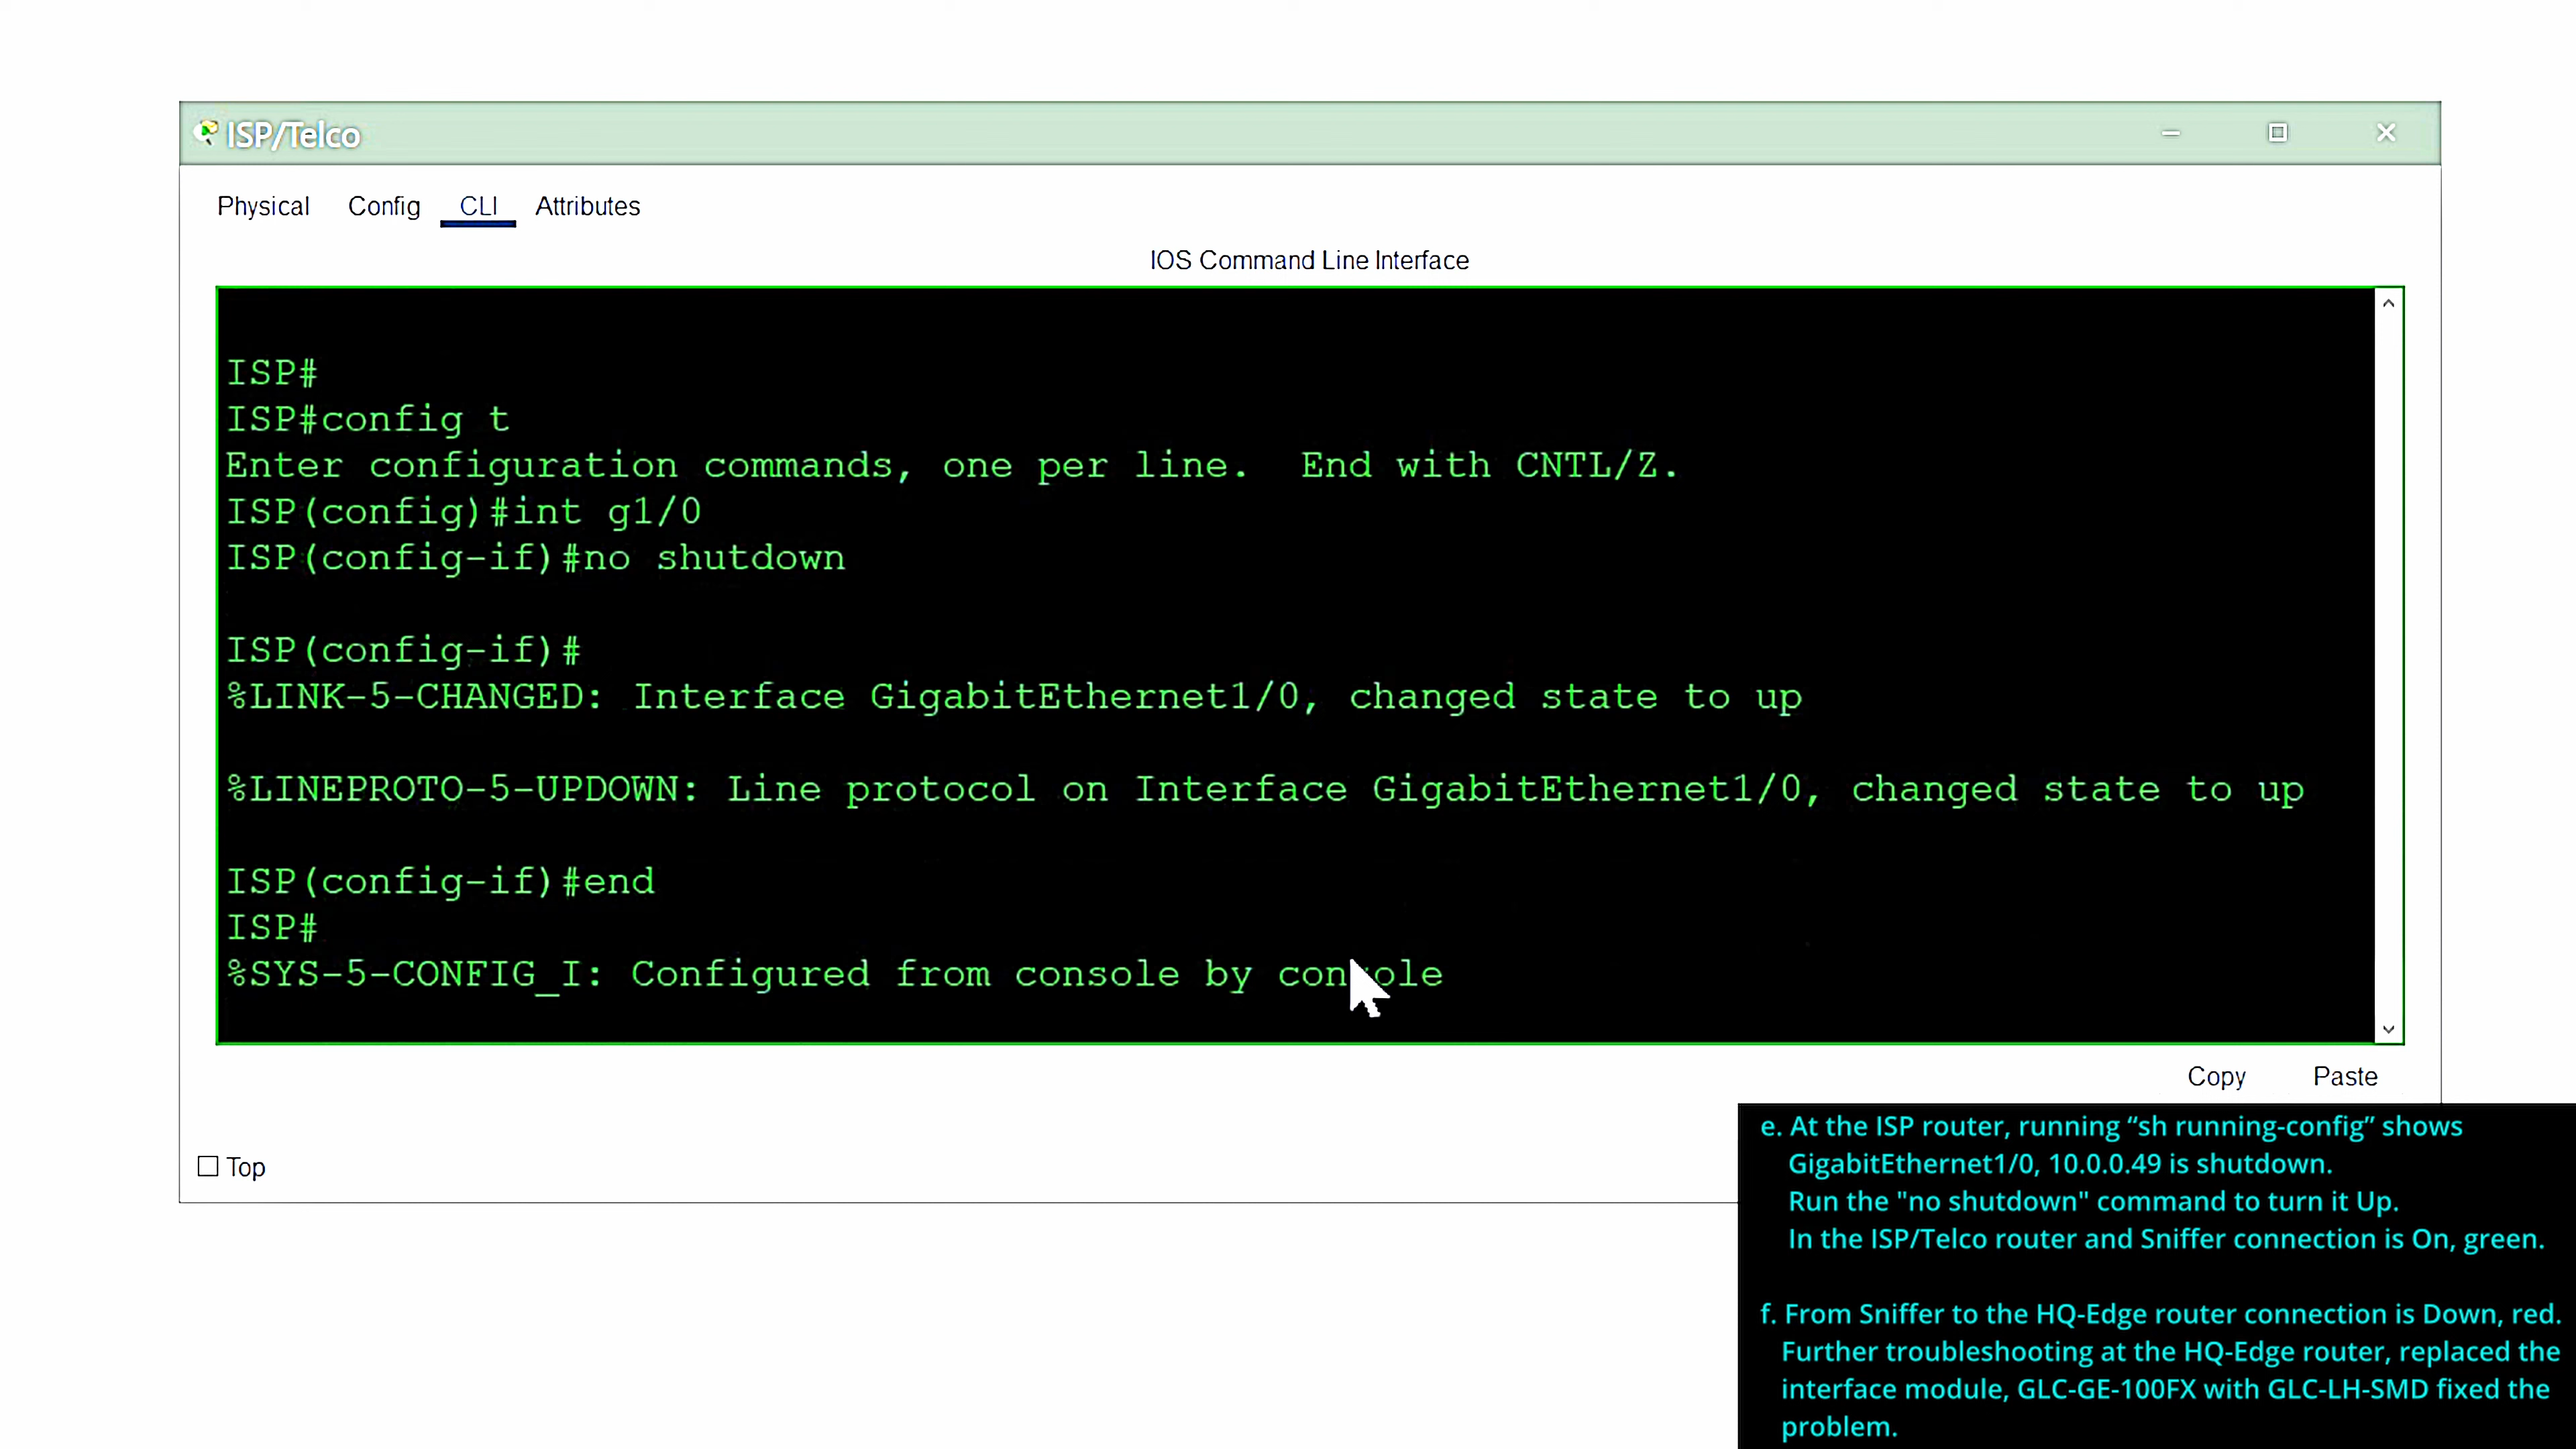 ISP/Telco
Physical Config CLI Attributes
IOS Command Line Interface
ISP#
ISP#config t
Enter configuration commands, one per line.  End with CNTL/Z.
ISP(config)#int g1/0
ISP(config-if)#no shutdown
ISP(config-if)#
%LINK-5-CHANGED: Interface GigabitEthernet1/0, changed state to up
%LINEPROTO-5-UPDOWN: Line protocol on Interface GigabitEthernet1/0, changed state to up
ISP(config-if)#end
ISP#
%SYS-5-CONFIG_I: Configured from console by console
Copy Paste
Top
e. At the ISP router, running “sh running-config” shows
GigabitEthernet1/0, 10.0.0.49 is shutdown.
Run the "no shutdown" command to turn it Up.
In the ISP/Telco router and Sniffer connection is On, green.
f. From Sniffer to the HQ-Edge router connection is Down, red.
Further troubleshooting at the HQ-Edge router, replaced the
interface module, GLC-GE-100FX with GLC-LH-SMD fixed the
problem.